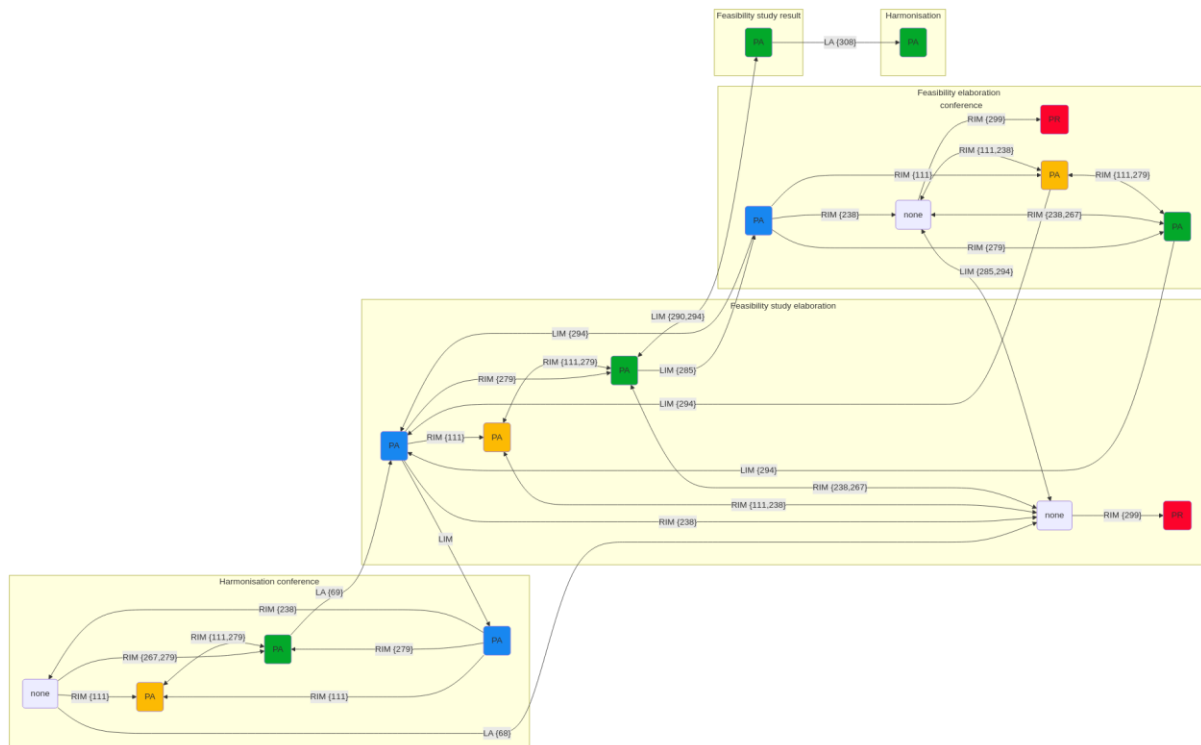 Feasibility study result
Harmonisation
PA
LA {308}
PA
Feasibility elaboration
conference
RIM {299}
PR
RIM {111,238}
RIM {111}
PA
RIM {111,279}
PA
RIM {238}
none
RIM {238,267}
PA
RIM {279}
LIM {285,294}
Feasibility study elaboration
LIM {290,294}
LIM {294}
RIM {111,279}
PA
LIM {285}
RIM {279}
LIM {294}
PA
RIM {111}
PA
LIM {294}
RIM {238,267}
RIM {111,238}
none
RIM {299}
PR
RIM {238}
LIM
Harmonisation conference
LA {69}
RIM {238}
RIM {111,279}
PA
RIM {279}
PA
RIM {267,279}
none
RIM {111}
PA
RIM {111}
LA {68}